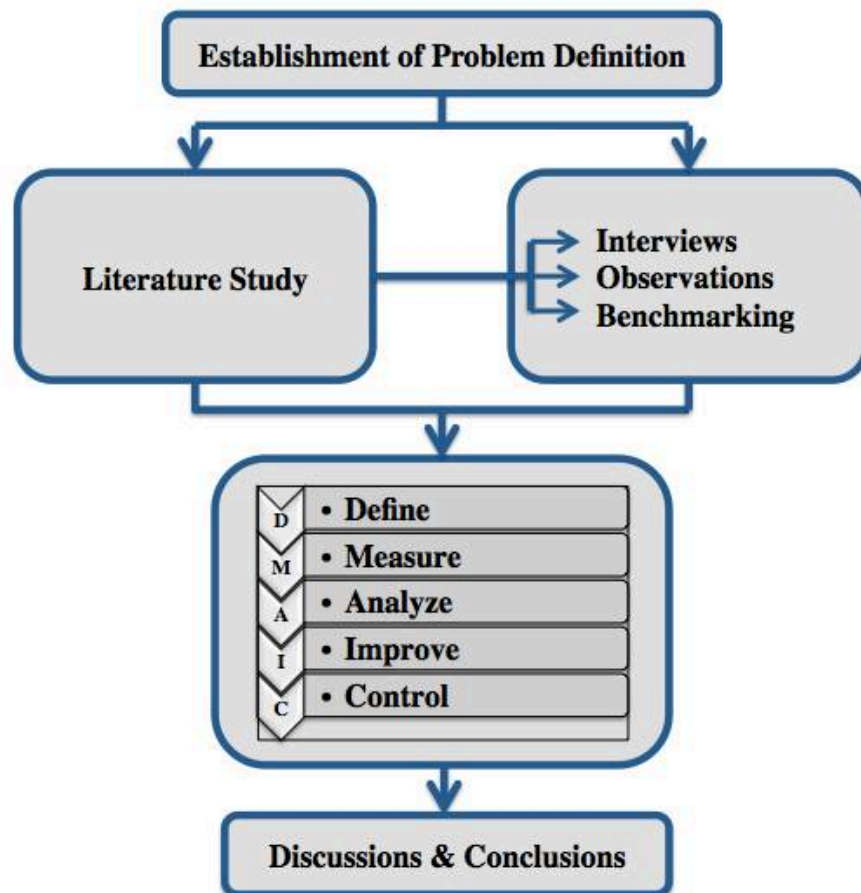 Establishment of Problem Definition
Literature Study
Interviews
Observations
Benchmarking
D • Define
M • Measure
A • Analyze
I • Improve
C • Control
Discussions & Conclusions